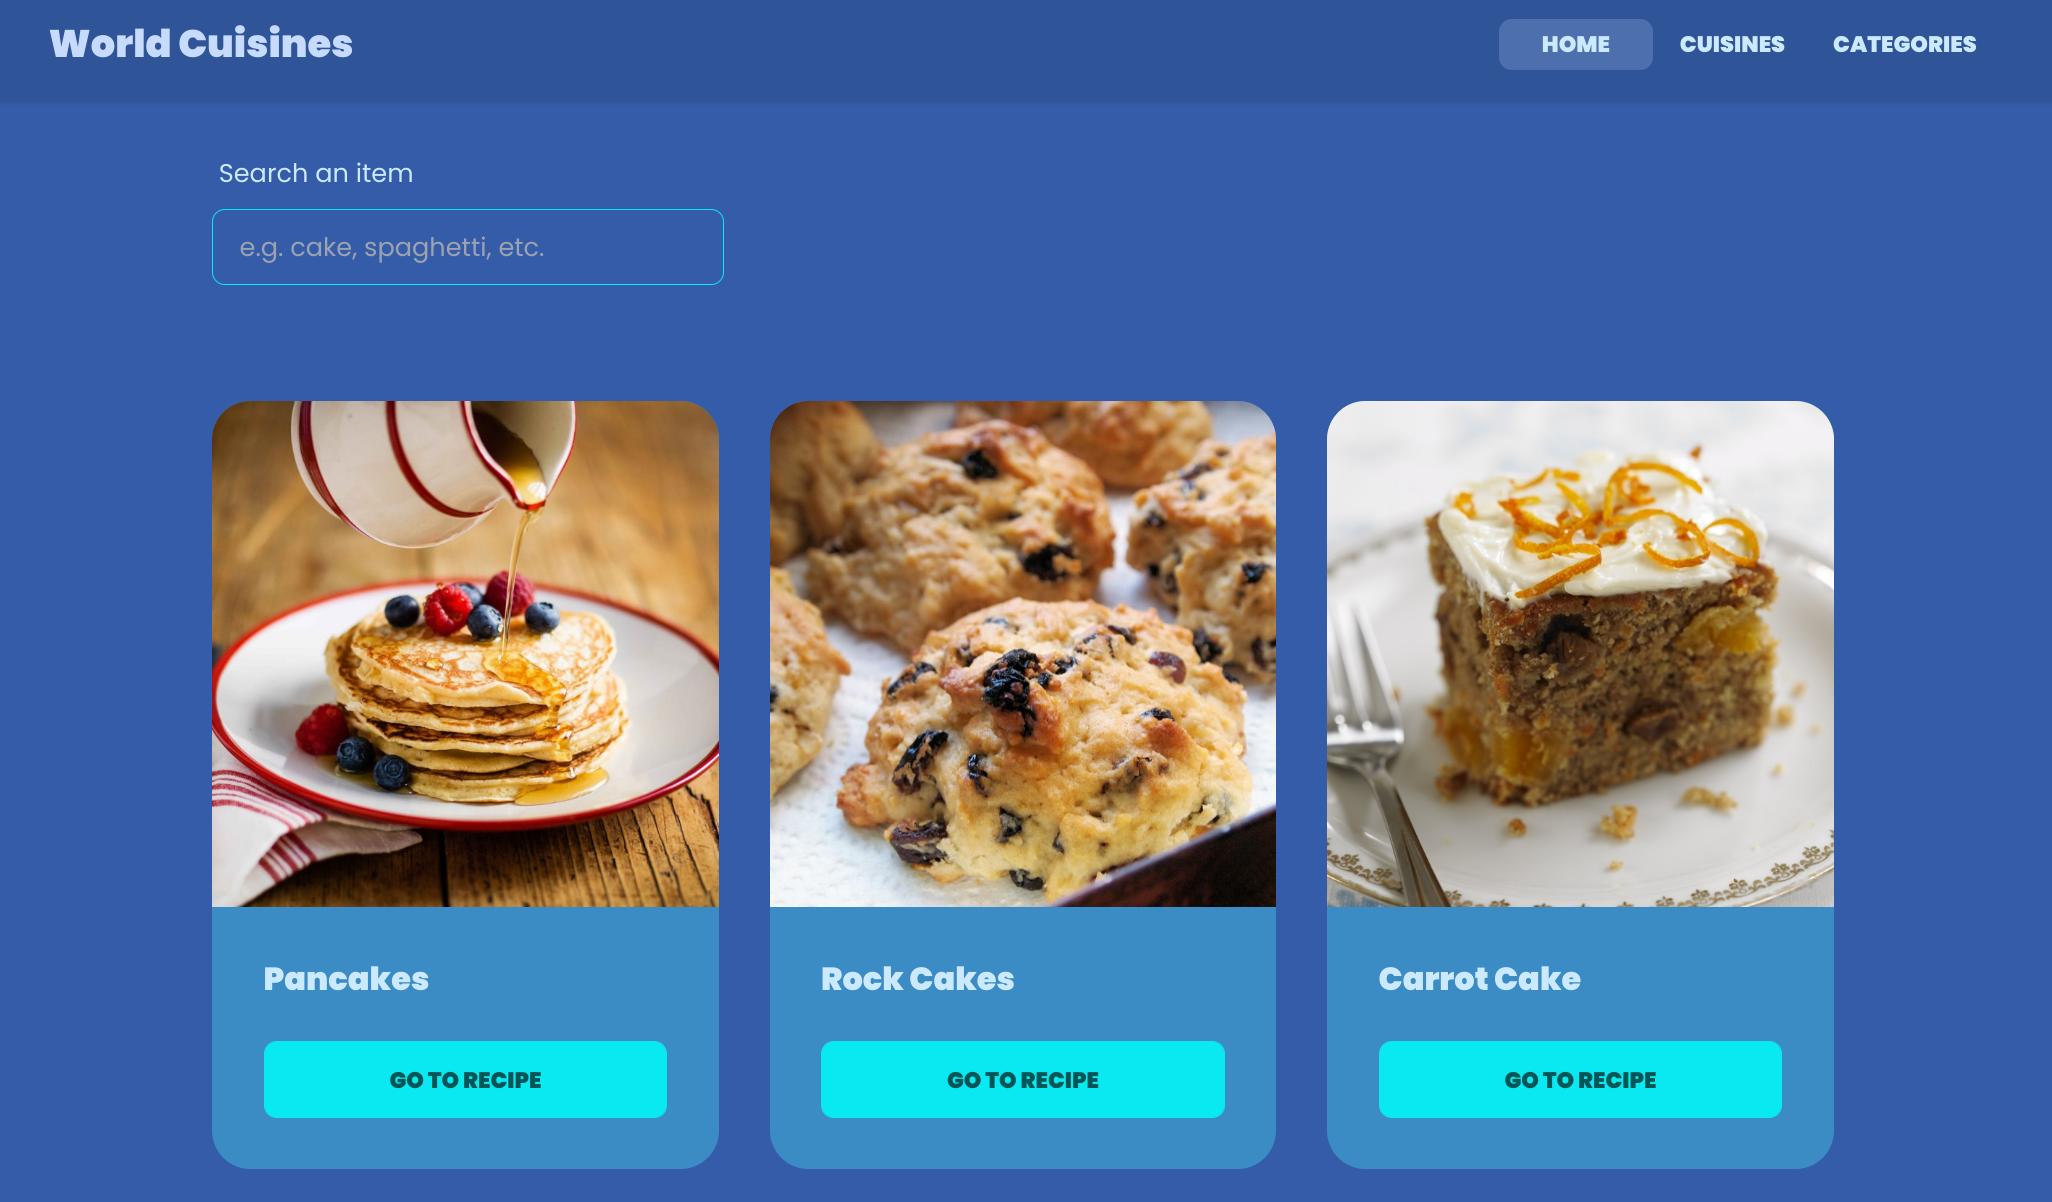 World Cuisines
HOME CUISINES CATEGORIES
Search an item
e.g. cake, spaghetti, etc.
Pancakes
GO TO RECIPE
Rock Cakes
GO TO RECIPE
Carrot Cake
GO TO RECIPE